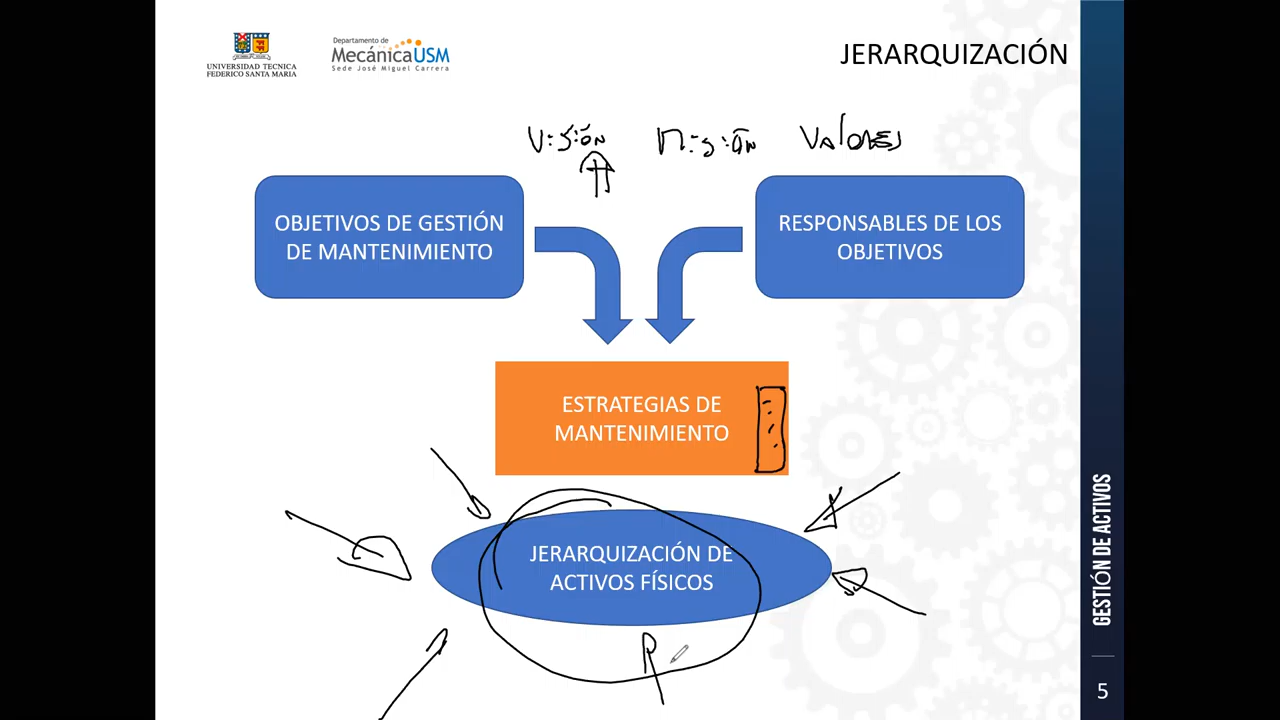 UNIVERSIDAD TECNICA
FEDERICO SANTA MARIA
Departamento de
MecánicaUSM
Sede José Miguel Carrera
JERARQUIZACIÓN
Visión Misión Valores
OBJETIVOS DE GESTIÓN
DE MANTENIMIENTO
RESPONSABLES DE LOS
OBJETIVOS
ESTRATEGIAS DE
MANTENIMIENTO
JERARQUIZACIÓN DE
ACTIVOS FÍSICOS
GESTIÓN DE ACTIVOS
5